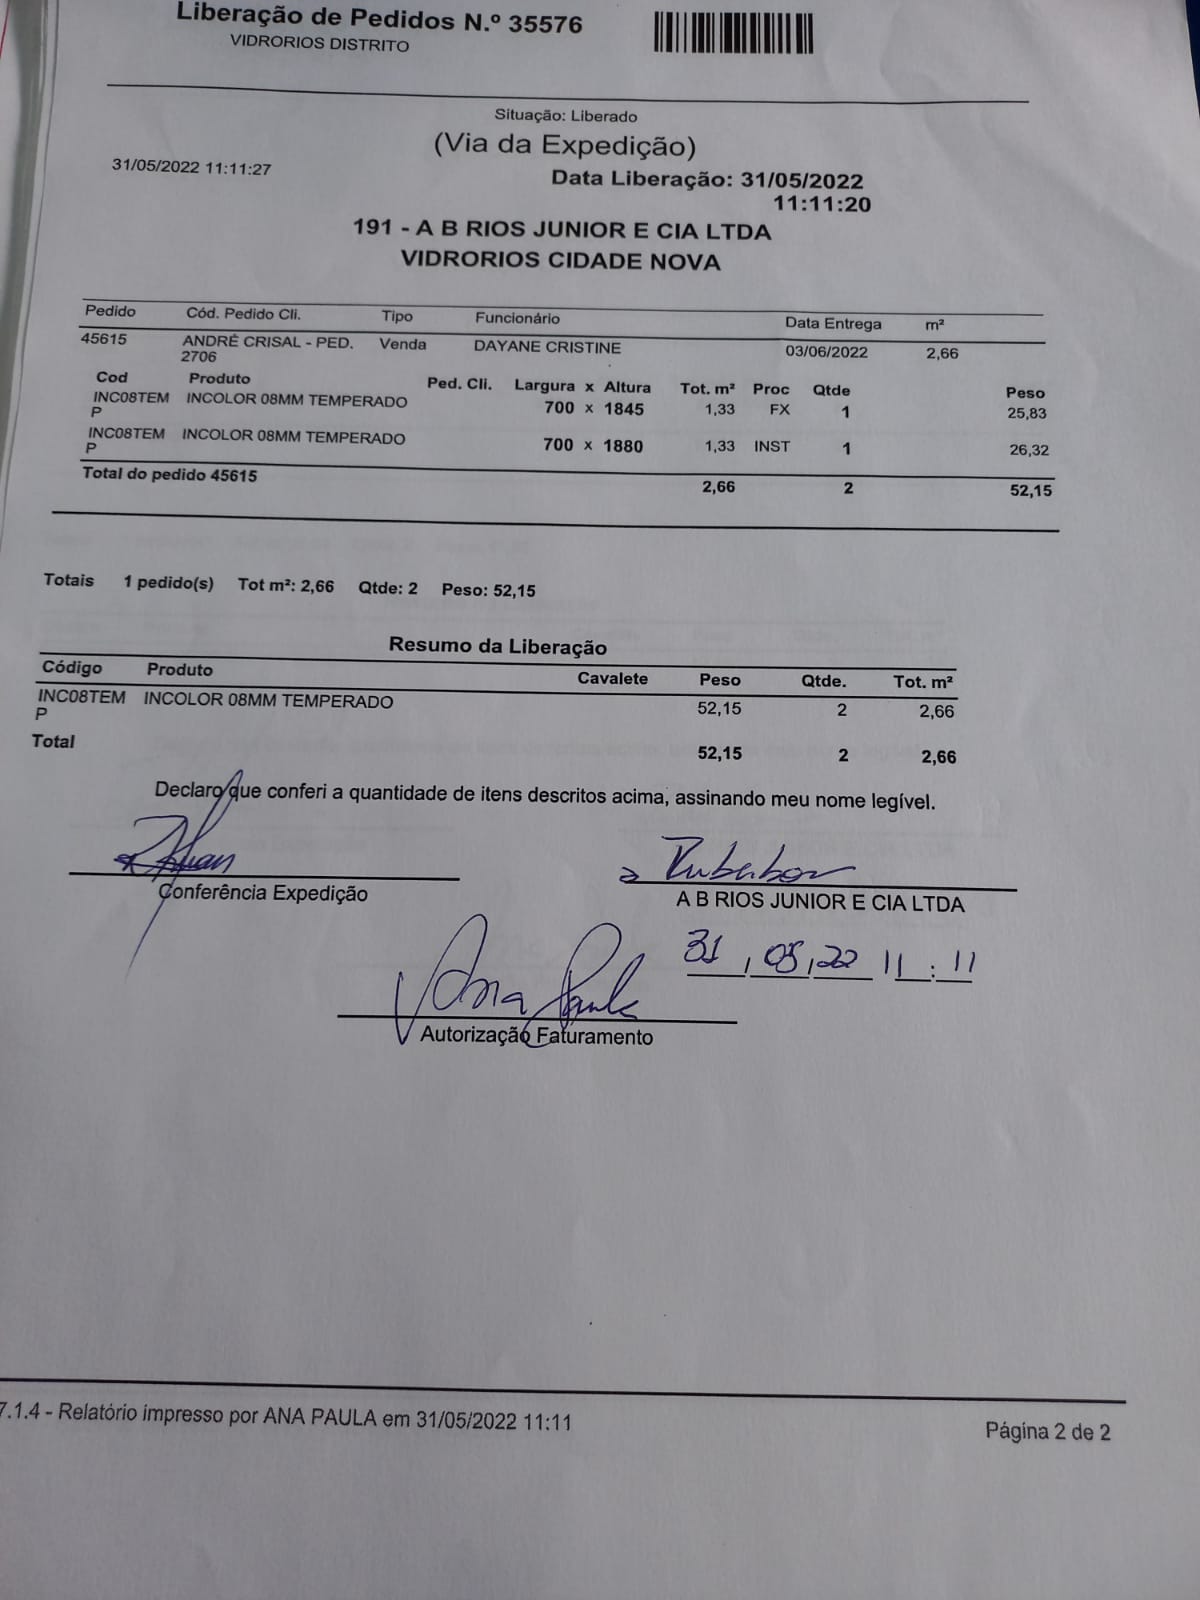 Liberação de Pedidos N.º 35576
VIDRORIOS DISTRITO
Situação: Liberado
(Via da Expedição)
31/05/2022 11:11:27
Data Liberação: 31/05/2022
11:11:20
191 - A B RIOS JUNIOR E CIA LTDA
VIDRORIOS CIDADE NOVA
Pedido Cód. Pedido Cli. Tipo Funcionário Data Entrega m²
45615 ANDRÉ CRISAL - PED. Venda DAYANE CRISTINE 03/06/2022 2,66
2706
Cod Produto Ped. Cli. Largura x Altura Tot. m² Proc Qtde Peso
INC08TEM INCOLOR 08MM TEMPERADO 700 x 1845 1,33 FX 1 25,83
P
INC08TEM INCOLOR 08MM TEMPERADO 700 x 1880 1,33 INST 1 26,32
P
Total do pedido 45615 2,66 2 52,15
Totais 1 pedido(s) Tot m²: 2,66 Qtde: 2 Peso: 52,15
Resumo da Liberação
Código Produto Cavalete Peso Qtde. Tot. m²
INC08TEM INCOLOR 08MM TEMPERADO 52,15 2 2,66
P
Total 52,15 2 2,66
Declaro que conferi a quantidade de itens descritos acima, assinando meu nome legível.
Conferência Expedição
A B RIOS JUNIOR E CIA LTDA
31, 05, 22 11 : 11
Ana Paula
Autorização Faturamento
7.1.4 - Relatório impresso por ANA PAULA em 31/05/2022 11:11
Página 2 de 2